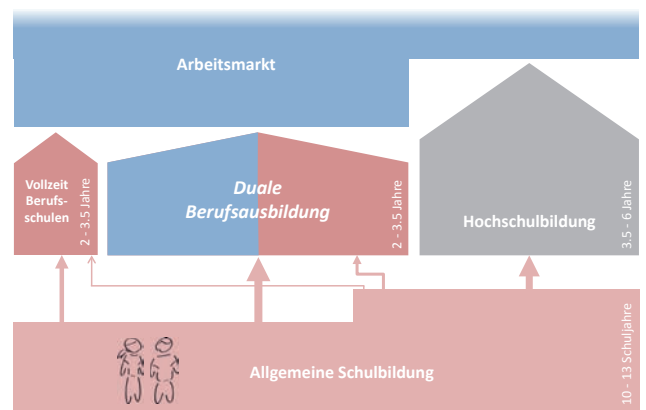 Arbeitsmarkt
Vollzeit
Berufs-
schulen
2 - 3.5 Jahre
Duale
Berufsausbildung
2 - 3.5 Jahre
Hochschulbildung
3.5 - 6 Jahre
Allgemeine Schulbildung
10 - 13 Schuljahre